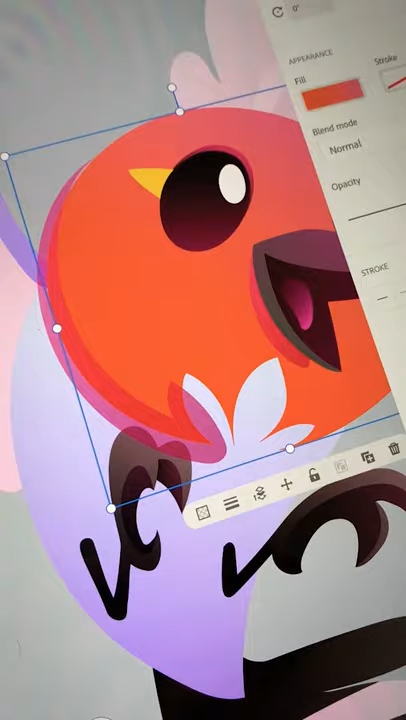 0°
APPEARANCE
Fill
Stroke
Blend mode
Normal
Opacity
STROKE